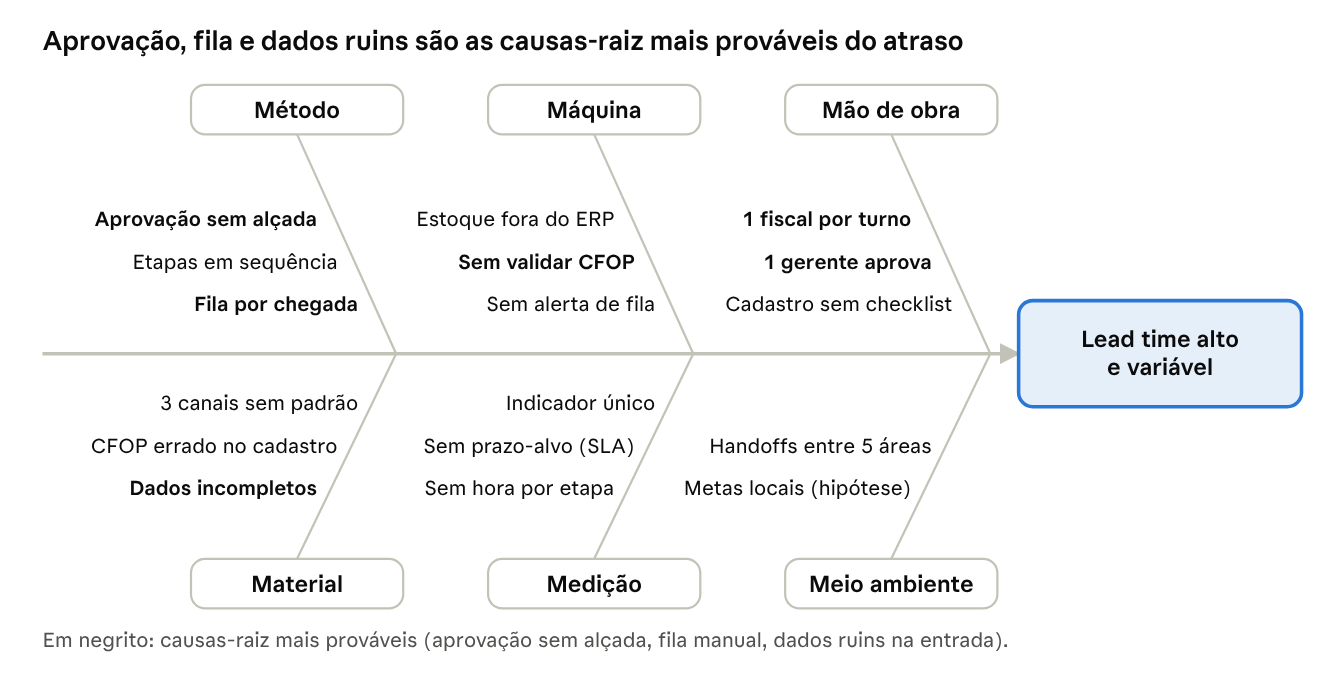 Aprovação, fila e dados ruins são as causas-raiz mais prováveis do atraso
Método
Máquina
Mão de obra
Aprovação sem alçada
Etapas em sequência
Fila por chegada
Estoque fora do ERP
Sem validar CFOP
Sem alerta de fila
1 fiscal por turno
1 gerente aprova
Cadastro sem checklist
Lead time alto
e variável
3 canais sem padrão
CFOP errado no cadastro
Dados incompletos
Indicador único
Sem prazo-alvo (SLA)
Sem hora por etapa
Handoffs entre 5 áreas
Metas locais (hipótese)
Material
Medição
Meio ambiente
Em negrito: causas-raiz mais prováveis (aprovação sem alçada, fila manual, dados ruins na entrada).